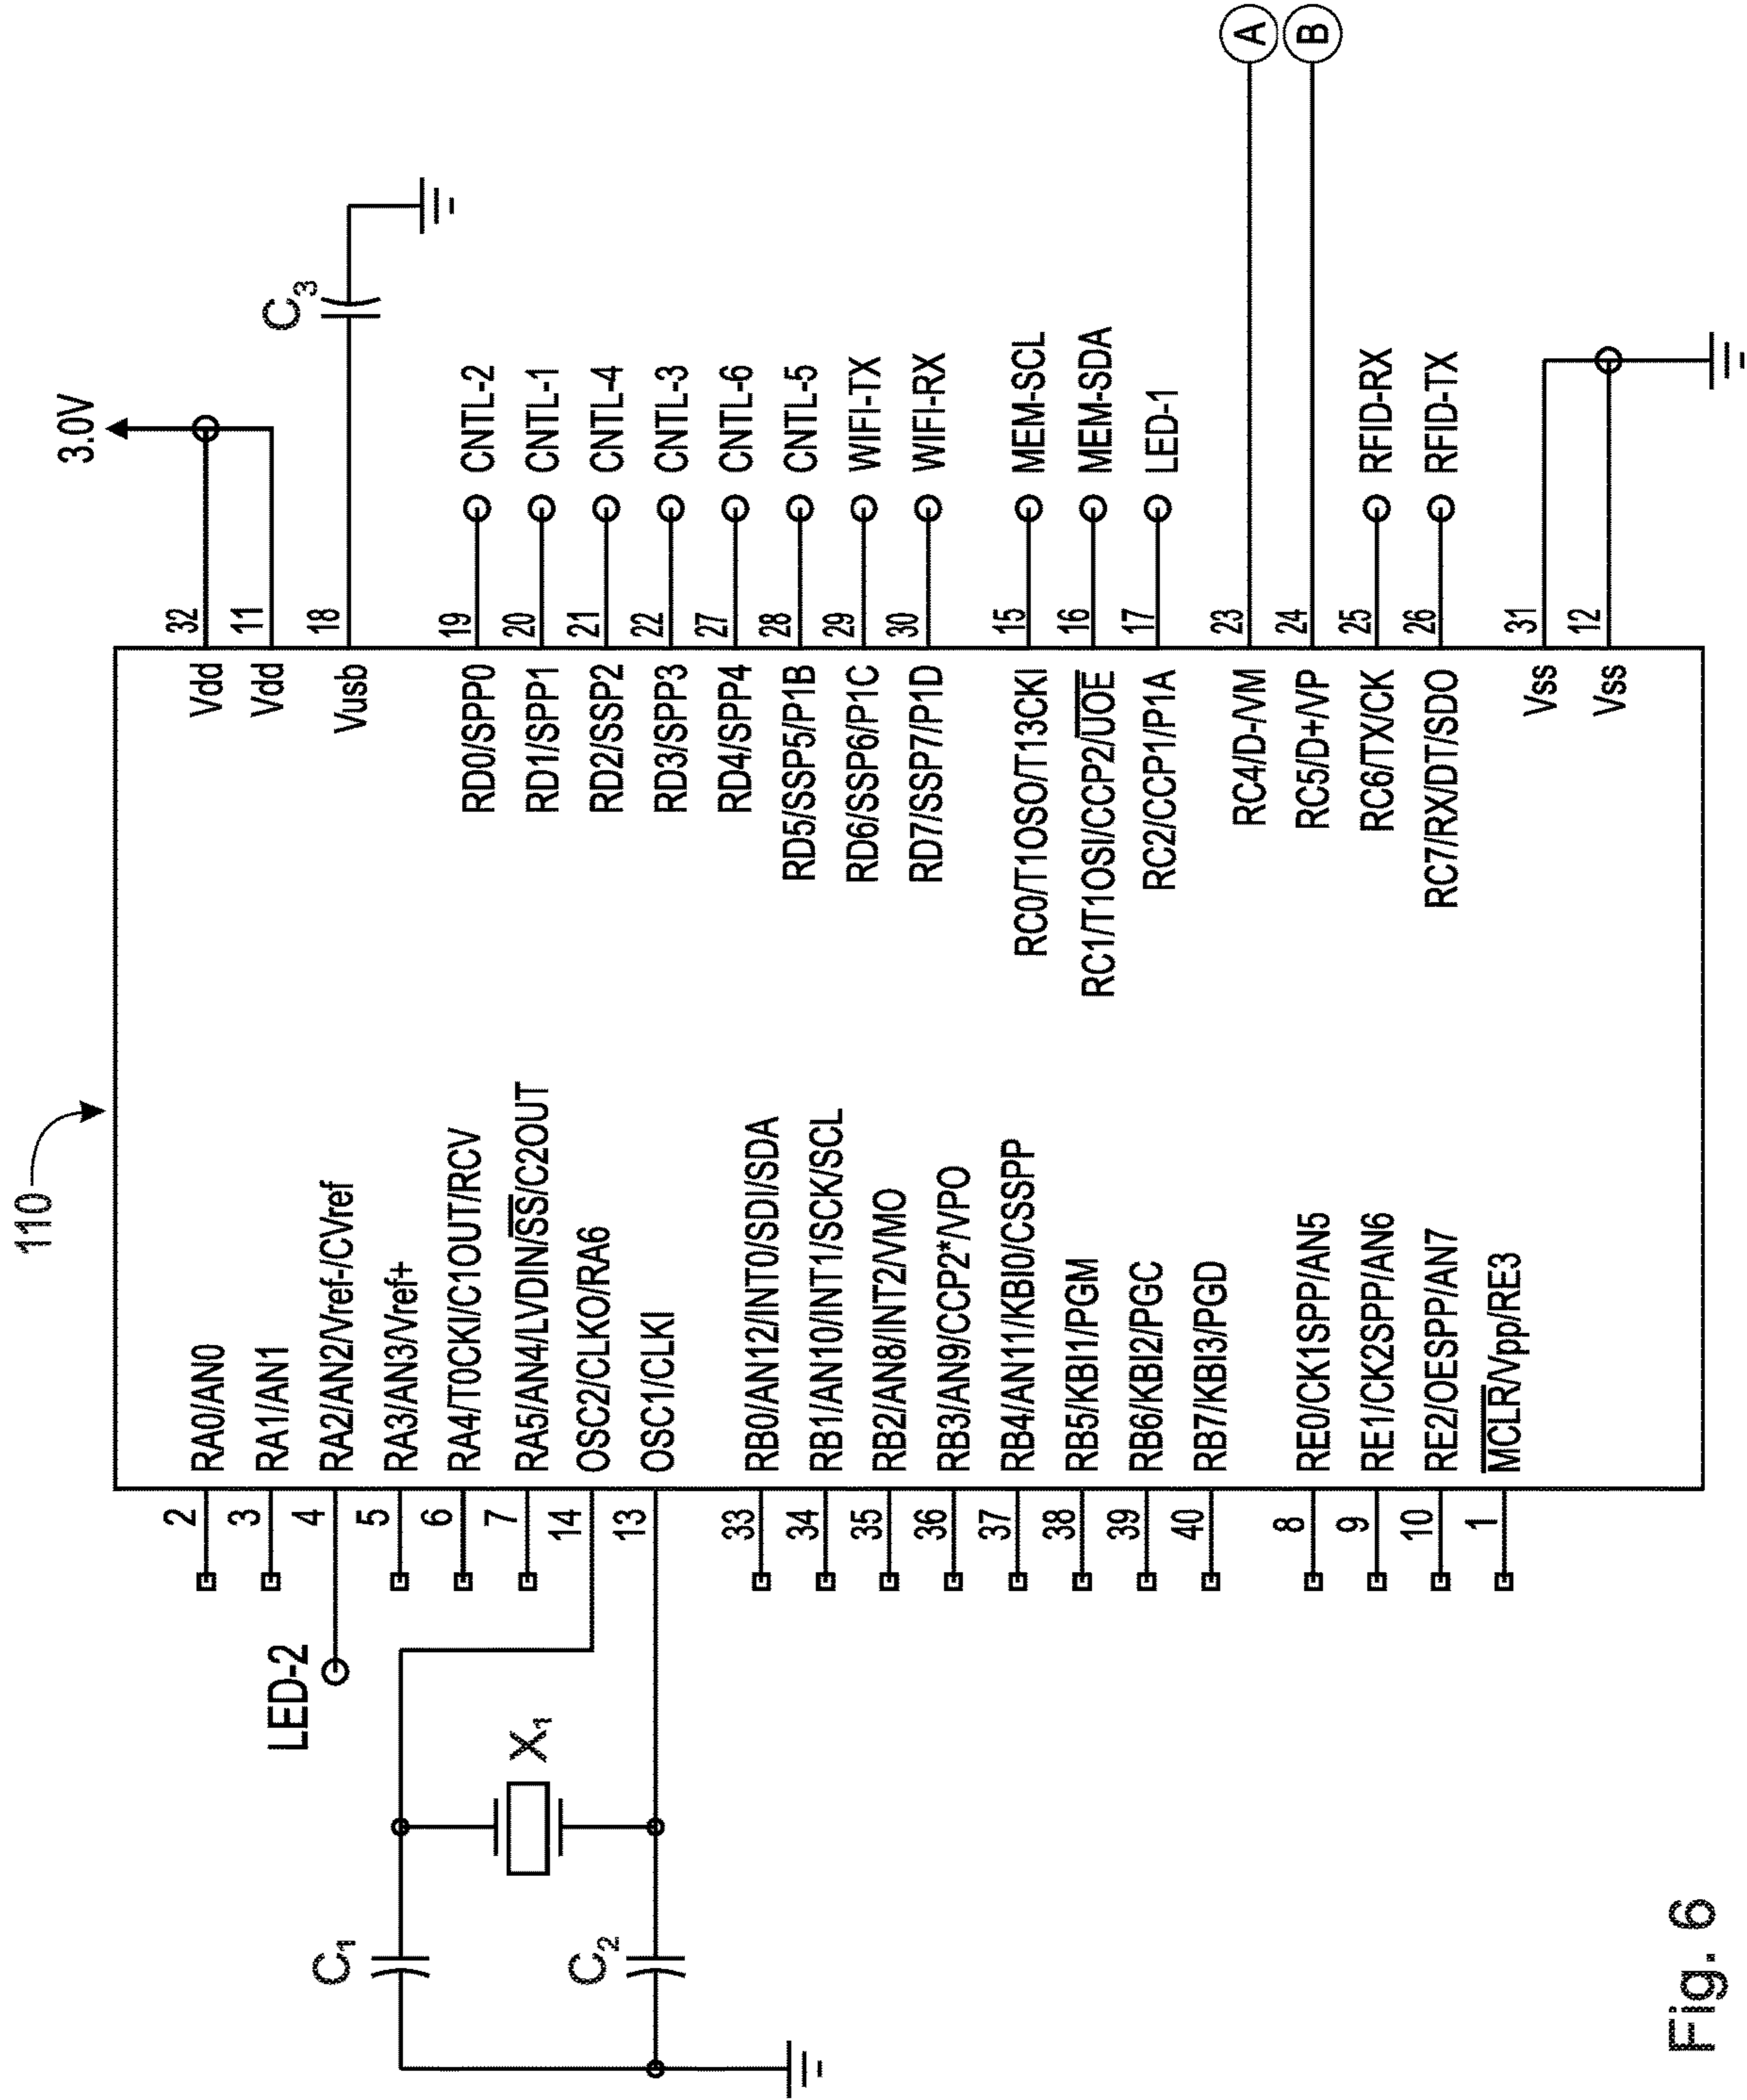 110
LED-2
C1
X1
C2
2 RA0/AN0
3 RA1/AN1
4 RA2/AN2/Vref-/CVref
5 RA3/AN3/Vref+
6 RA4/T0CKI/C1OUT/RCV
7 RA5/AN4/LVDIN/SS/C2OUT
14 OSC2/CLKO/RA6
13 OSC1/CLKI
33 RB0/AN12/INT0/SDI/SDA
34 RB1/AN10/INT1/SCK/SCL
35 RB2/AN8/INT2/VMO
36 RB3/AN9/CCP2*/VPO
37 RB4/AN11/KBI0/CSSPP
38 RB5/KBI1/PGM
39 RB6/KBI2/PGC
40 RB7/KBI3/PGD
8 RE0/CK1SPP/AN5
9 RE1/CK2SPP/AN6
10 RE2/OESPP/AN7
1 MCLR/Vpp/RE3
3.0V
Vdd 32
Vdd 11
C3
Vusb 18
RD0/SPP0 19 CNTL-2
RD1/SPP1 20 CNTL-1
RD2/SSP2 21 CNTL-4
RD3/SPP3 22 CNTL-3
RD4/SPP4 27 CNTL-6
RD5/SSP5/P1B 28 CNTL-5
RD6/SSP6/P1C 29 WIFI-TX
RD7/SSP7/P1D 30 WIFI-RX
RC0/T1OSO/T13CKI 15 MEM-SCL
RC1/T1OSI/CCP2/UOE 16 MEM-SDA
RC2/CCP1/P1A 17 LED-1
RC4/D-/VM 23 A
RC5/D+/VP 24 B
RC6/TX/CK 25 RFID-RX
RC7/RX/DT/SDO 26 RFID-TX
Vss 31
Vss 12
Fig. 6